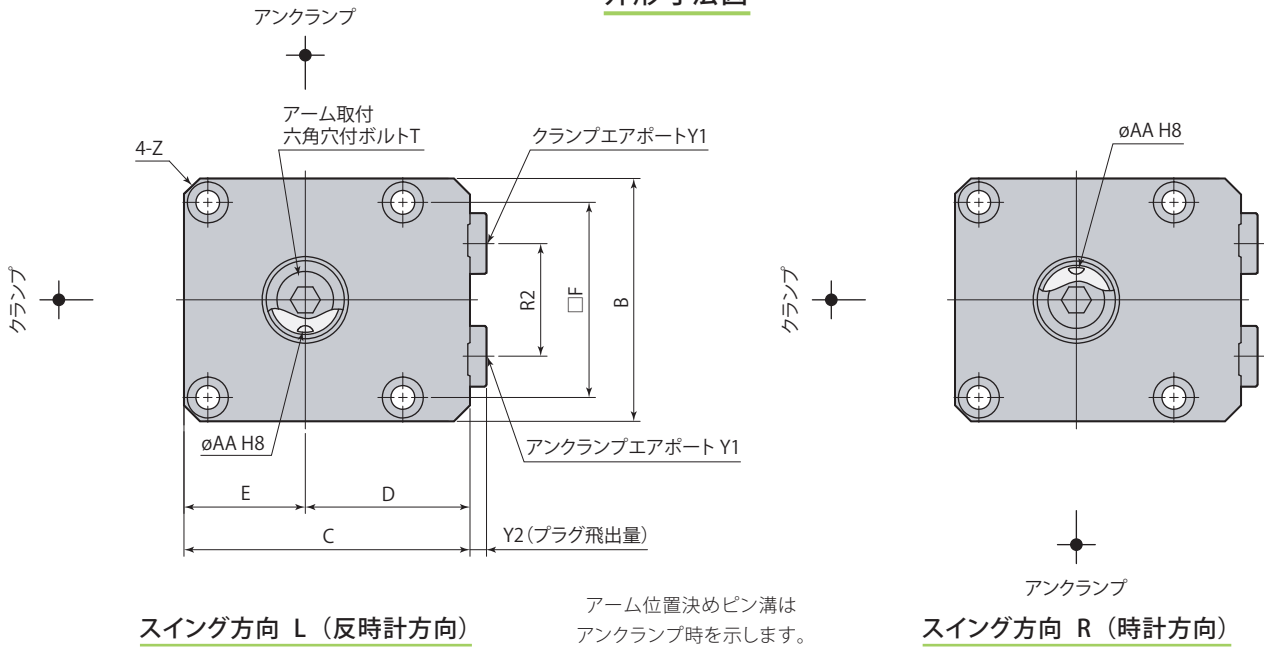 外形寸法図
アンクランプ
アーム取付
六角穴付ボルトT
クランプエアポートY1
4-Z
øAA H8
クランプ
R2
□F
B
クランプ
øAA H8
アンクランプエアポート Y1
E
D
C
Y2（プラグ飛出量）
アンクランプ
アーム位置決めピン溝は
アンクランプ時を示します。
スイング方向 L（反時計方向）
スイング方向 R（時計方向）